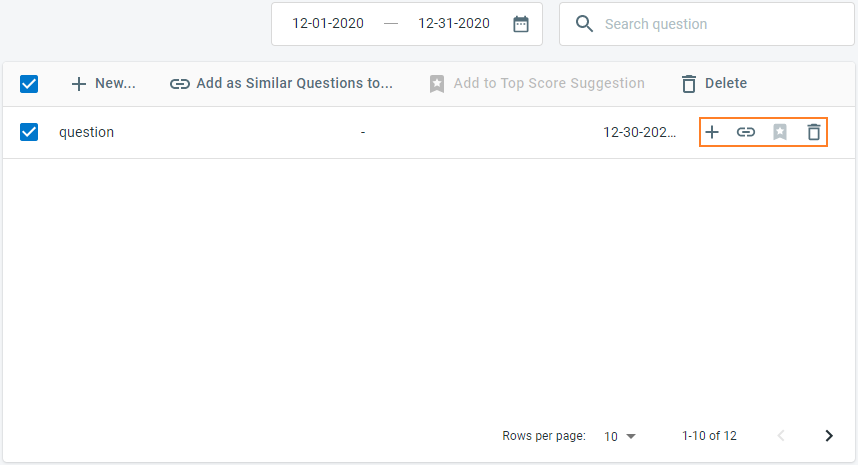 12-01-2020 — 12-31-2020 Search question
New... Add as Similar Questions to... Add to Top Score Suggestion Delete
question - 12-30-202...
Rows per page: 10 1-10 of 12